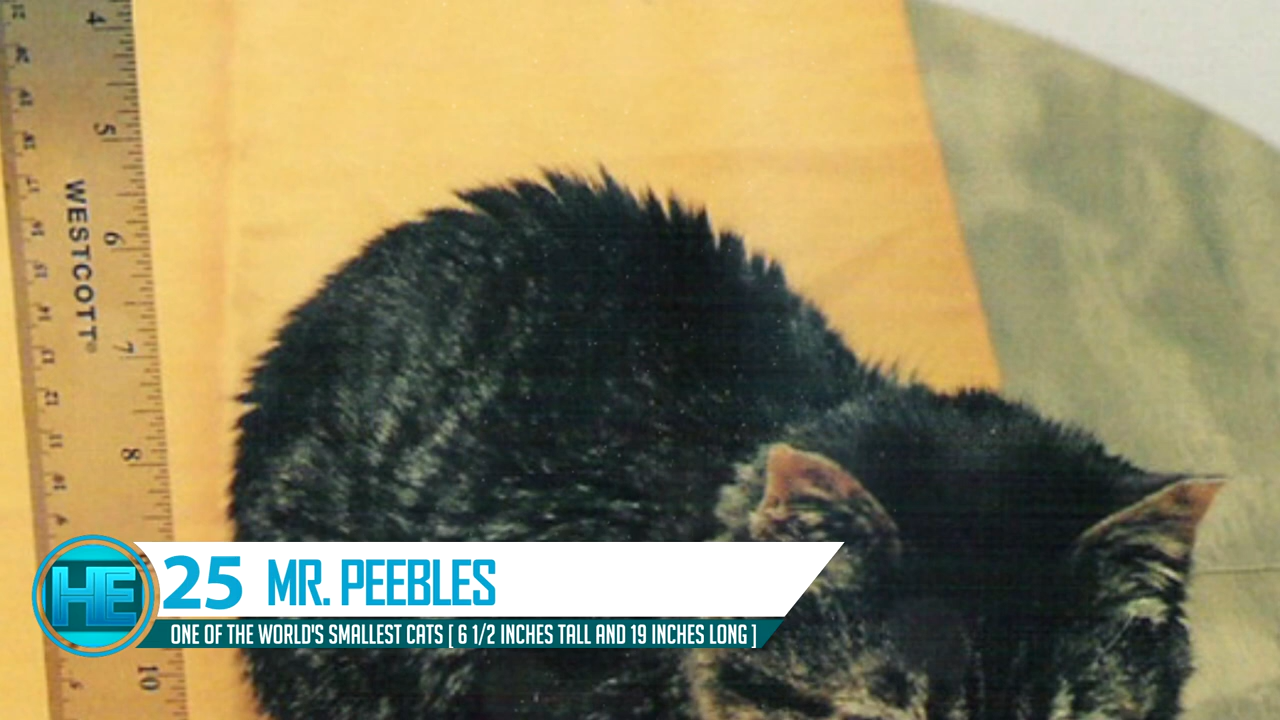 4
5
WESTCOTT®
6
7
8
HE
25 MR. PEEBLES
ONE OF THE WORLD'S SMALLEST CATS [ 6 1/2 INCHES TALL AND 19 INCHES LONG ]
10